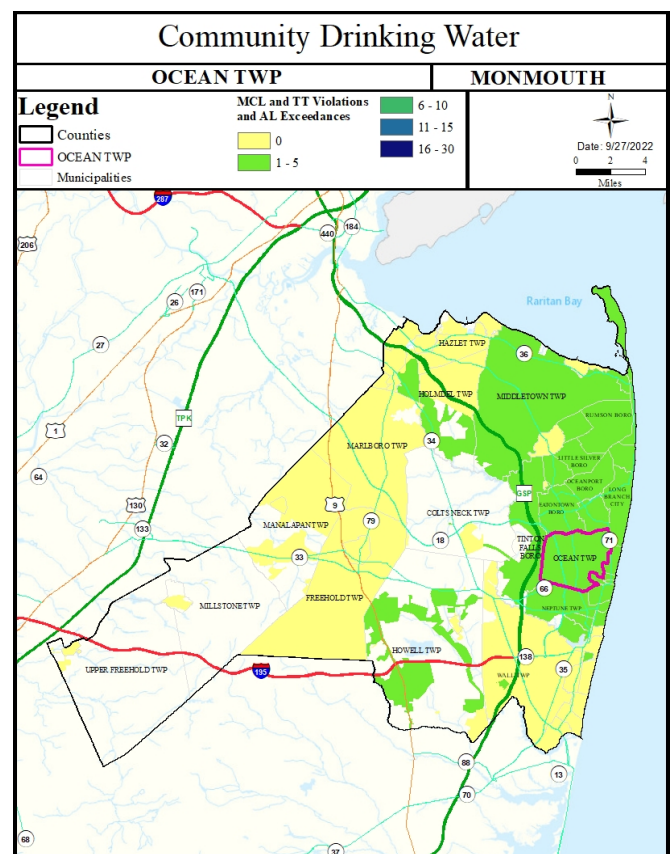 Community Drinking Water
OCEAN TWP
MONMOUTH
Legend
Counties
OCEAN TWP
Municipalities
MCL and TT Violations
and AL Exceedances
0
1 - 5
6 - 10
11 - 15
16 - 30
N
Date: 9/27/2022
0 2 4
Miles
287
440
184
206
171
26
Raritan Bay
27
HAZLET TWP
36
HOLMDEL TWP
MIDDLETOWN TWP
RUMSON BORO
TPK
1
32
34
MARLBORO TWP
LITTLE SILVER
BORO
OCEANPORT
BORO
LONG
BRANCH
CITY
64
GSP
9
130
EATONTOWN
BORO
79
COLTS NECK TWP
MANALAPAN TWP
133
18
TINTON
FALLS
BORO
71
33
OCEAN TWP
66
MILLSTONE TWP
FREEHOLD TWP
NEPTUNE TWP
HOWELL TWP
138
UPPER FREEHOLD TWP
195
35
WALL TWP
88
13
70
68
37